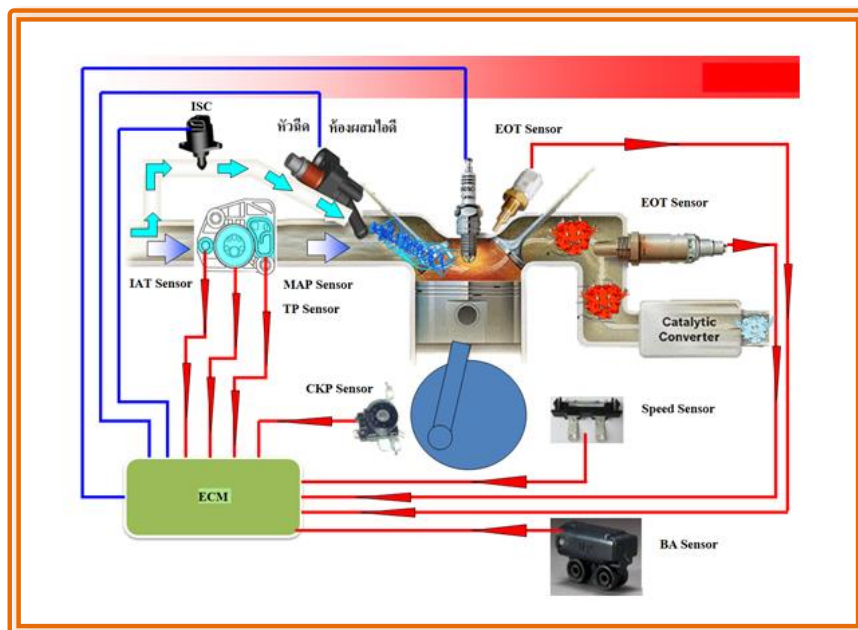 ISC
หัวฉีด
ห้องผสมไอดี
EOT Sensor
EOT Sensor
IAT Sensor
MAP Sensor
TP Sensor
Catalytic
Converter
CKP Sensor
Speed Sensor
ECM
BA Sensor